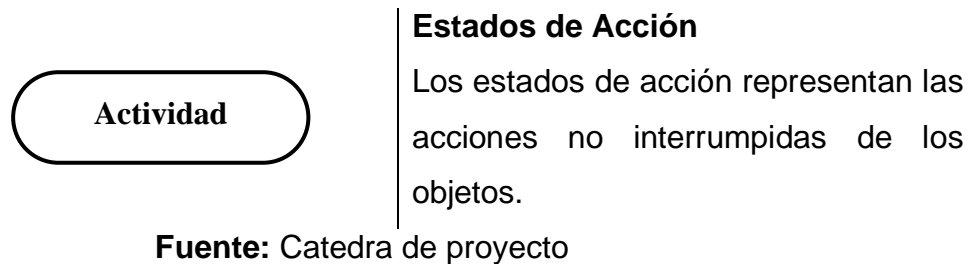 Actividad
Estados de Acción
Los estados de acción representan las
acciones no interrumpidas de los
objetos.
Fuente: Catedra de proyecto